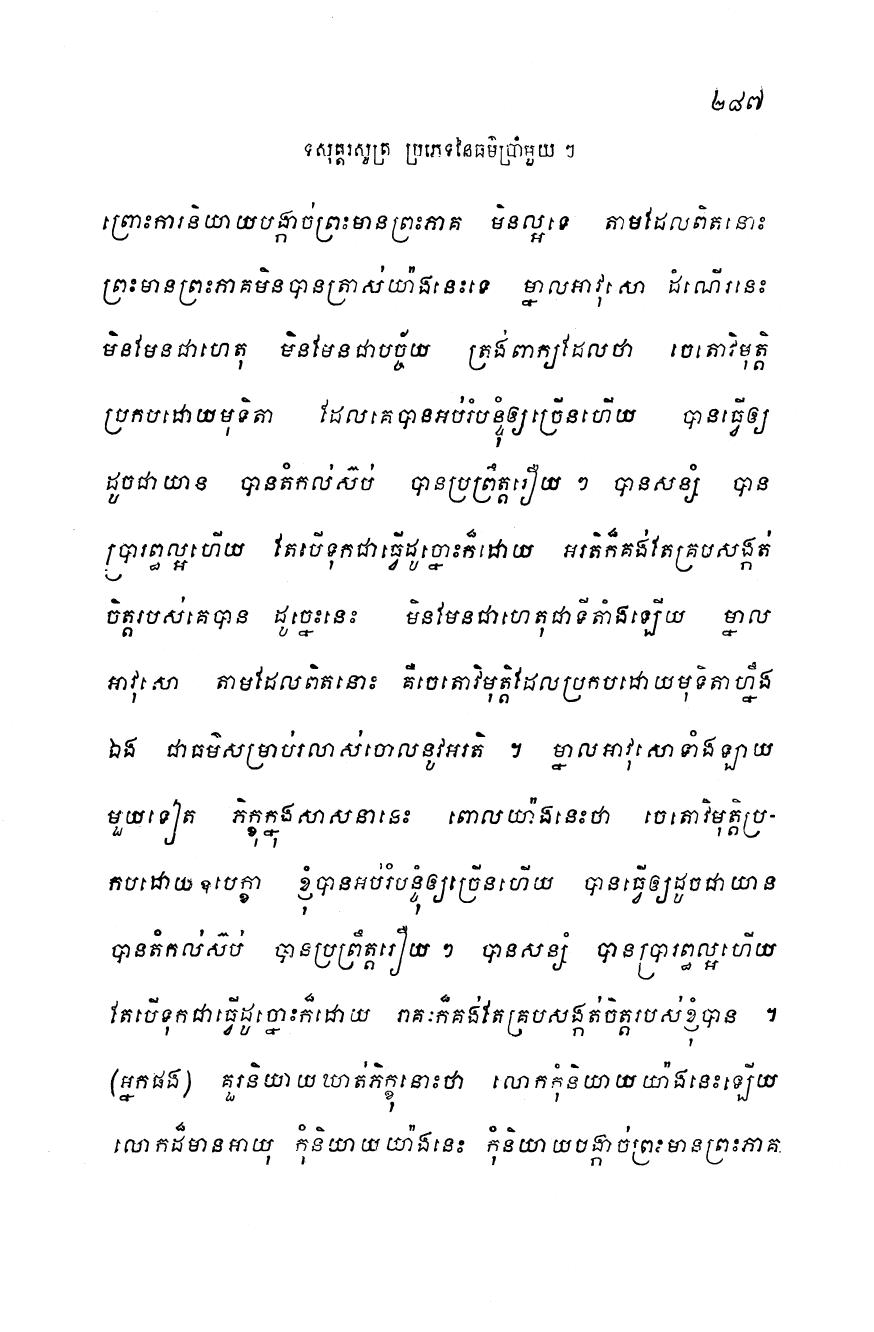 ២៨៧
ទសុត្តរសូត្រ ប្រភេទនៃធម៌ប្រាំមួយ ៗ
ព្រោះការនិយាយបង្កាច់ព្រះមានព្រះភាគ មិនល្អទេ តាមដែលពិតនោះ
ព្រះមានព្រះភាគមិនបានត្រាស់យ៉ាងនេះទេ ម្នាលអាវុសោ ដំណើរនេះ
មិនមែនជាហេតុ មិនមែនជាបច្ច័យ ត្រង់ពាក្យដែលថា ចេតោវិមុត្តិ
ប្រកបដោយមុទិតា ដែលគេបានអប់រំបន្ទុំឲ្យច្រើនហើយ បានធ្វើឲ្យ
ដូចជាយាន បានតំកល់ស៊ប់ បានប្រព្រឹត្តរឿយ ៗ បានសន្សំ បាន
ប្រារព្ធល្អហើយ តែបើទុកជាធ្វើដូច្នោះក៏ដោយ អរតិក៏គង់តែគ្របសង្កត់
ចិត្តរបស់គេបាន ដូច្នេះនេះ មិនមែនជាហេតុជាទីតាំងឡើយ ម្នាល
អាវុសោ តាមដែលពិតនោះ គឺចេតោវិមុត្តិដែលប្រកបដោយមុទិតាហ្នឹង
ឯង ជាធម៌សម្រាប់រលាស់ចោលនូវអរតិ ។ ម្នាលអាវុសោទាំងឡាយ
មួយទៀត ភិក្ខុក្នុងសាសនានេះ ពោលយ៉ាងនេះថា ចេតោវិមុត្តិប្រ-
កបដោយឧបេក្ខា ខ្ញុំបានអប់រំបន្ទុំឲ្យច្រើនហើយ បានធ្វើឲ្យដូចជាយាន
បានតំកល់ស៊ប់ បានប្រព្រឹត្តរឿយ ៗ បានសន្សំ បានប្រារព្ធល្អហើយ
តែបើទុកជាធ្វើដូច្នោះក៏ដោយ រាគៈក៏គង់តែគ្របសង្កត់ចិត្តរបស់ខ្ញុំបាន ។
(អ្នកផង) គួរនិយាយឃាត់ភិក្ខុនោះថា លោកកុំនិយាយយ៉ាងនេះឡើយ
លោកដ៏មានអាយុ កុំនិយាយយ៉ាងនេះ កុំនិយាយបង្កាច់ព្រះមានព្រះភាគ